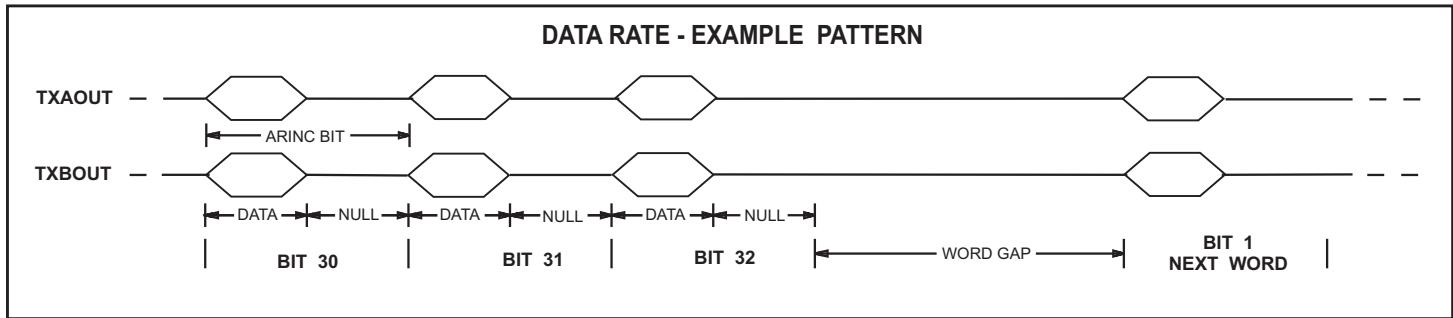 DATA RATE - EXAMPLE PATTERN
TXAOUT
ARINC BIT
TXBOUT
DATA NULL DATA NULL DATA NULL
BIT 30 BIT 31 BIT 32 WORD GAP BIT 1
NEXT WORD